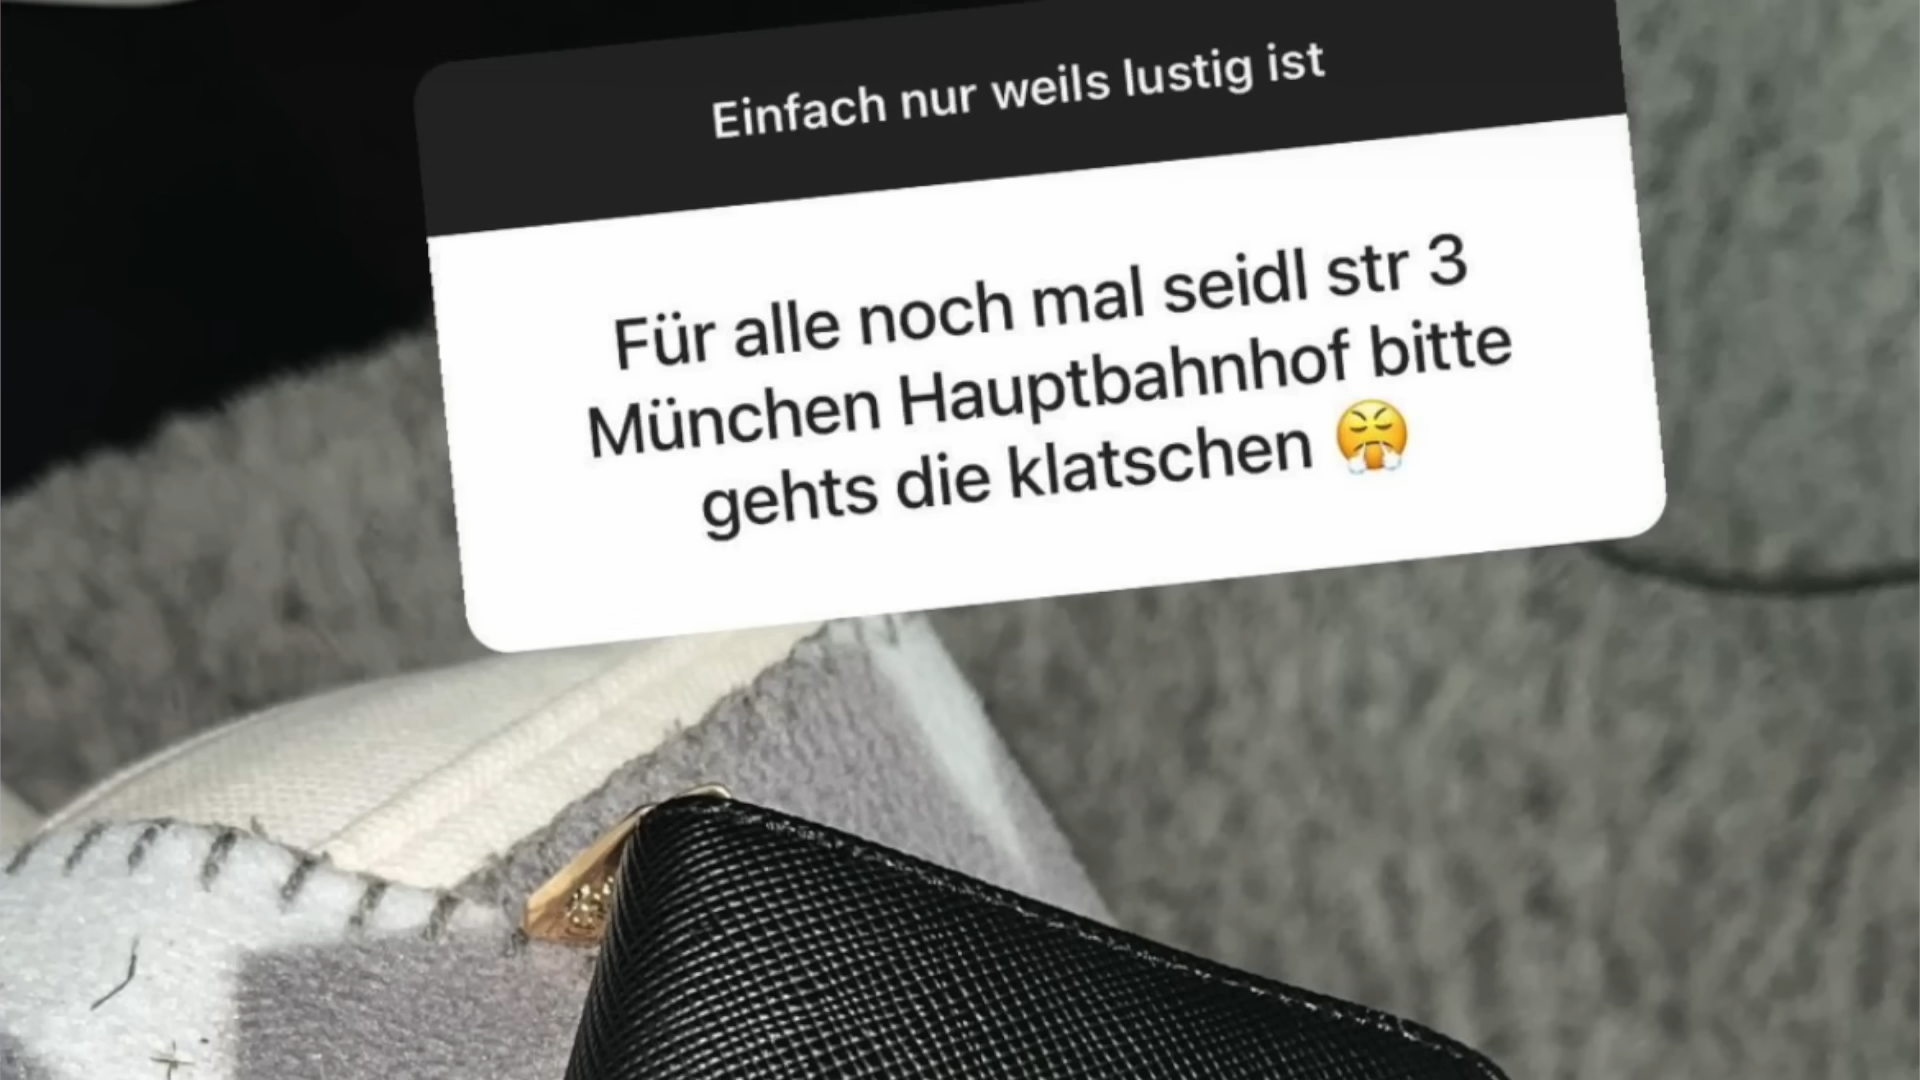 Einfach nur weils lustig ist
Für alle noch mal seidl str 3
München Hauptbahnhof bitte
gehts die klatschen 😤